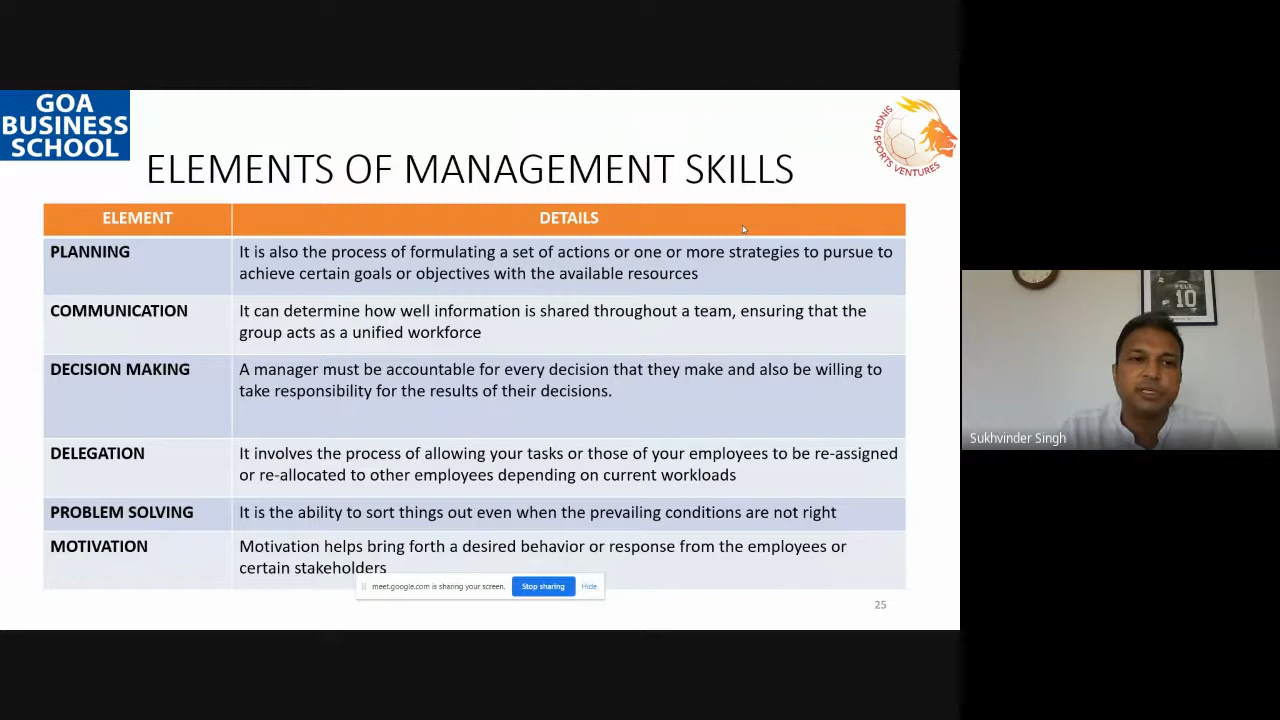 GOA
BUSINESS
SCHOOL
SINGH SPORTS VENTURES
ELEMENTS OF MANAGEMENT SKILLS
ELEMENT
DETAILS
PLANNING
It is also the process of formulating a set of actions or one or more strategies to pursue to
achieve certain goals or objectives with the available resources
COMMUNICATION
It can determine how well information is shared throughout a team, ensuring that the
group acts as a unified workforce
DECISION MAKING
A manager must be accountable for every decision that they make and also be willing to
take responsibility for the results of their decisions.
DELEGATION
It involves the process of allowing your tasks or those of your employees to be re-assigned
or re-allocated to other employees depending on current workloads
PROBLEM SOLVING
It is the ability to sort things out even when the prevailing conditions are not right
MOTIVATION
Motivation helps bring forth a desired behavior or response from the employees or
certain stakeholders
meet.google.com is sharing your screen.
Stop sharing
Hide
25
PELE
10
Sukhvinder Singh